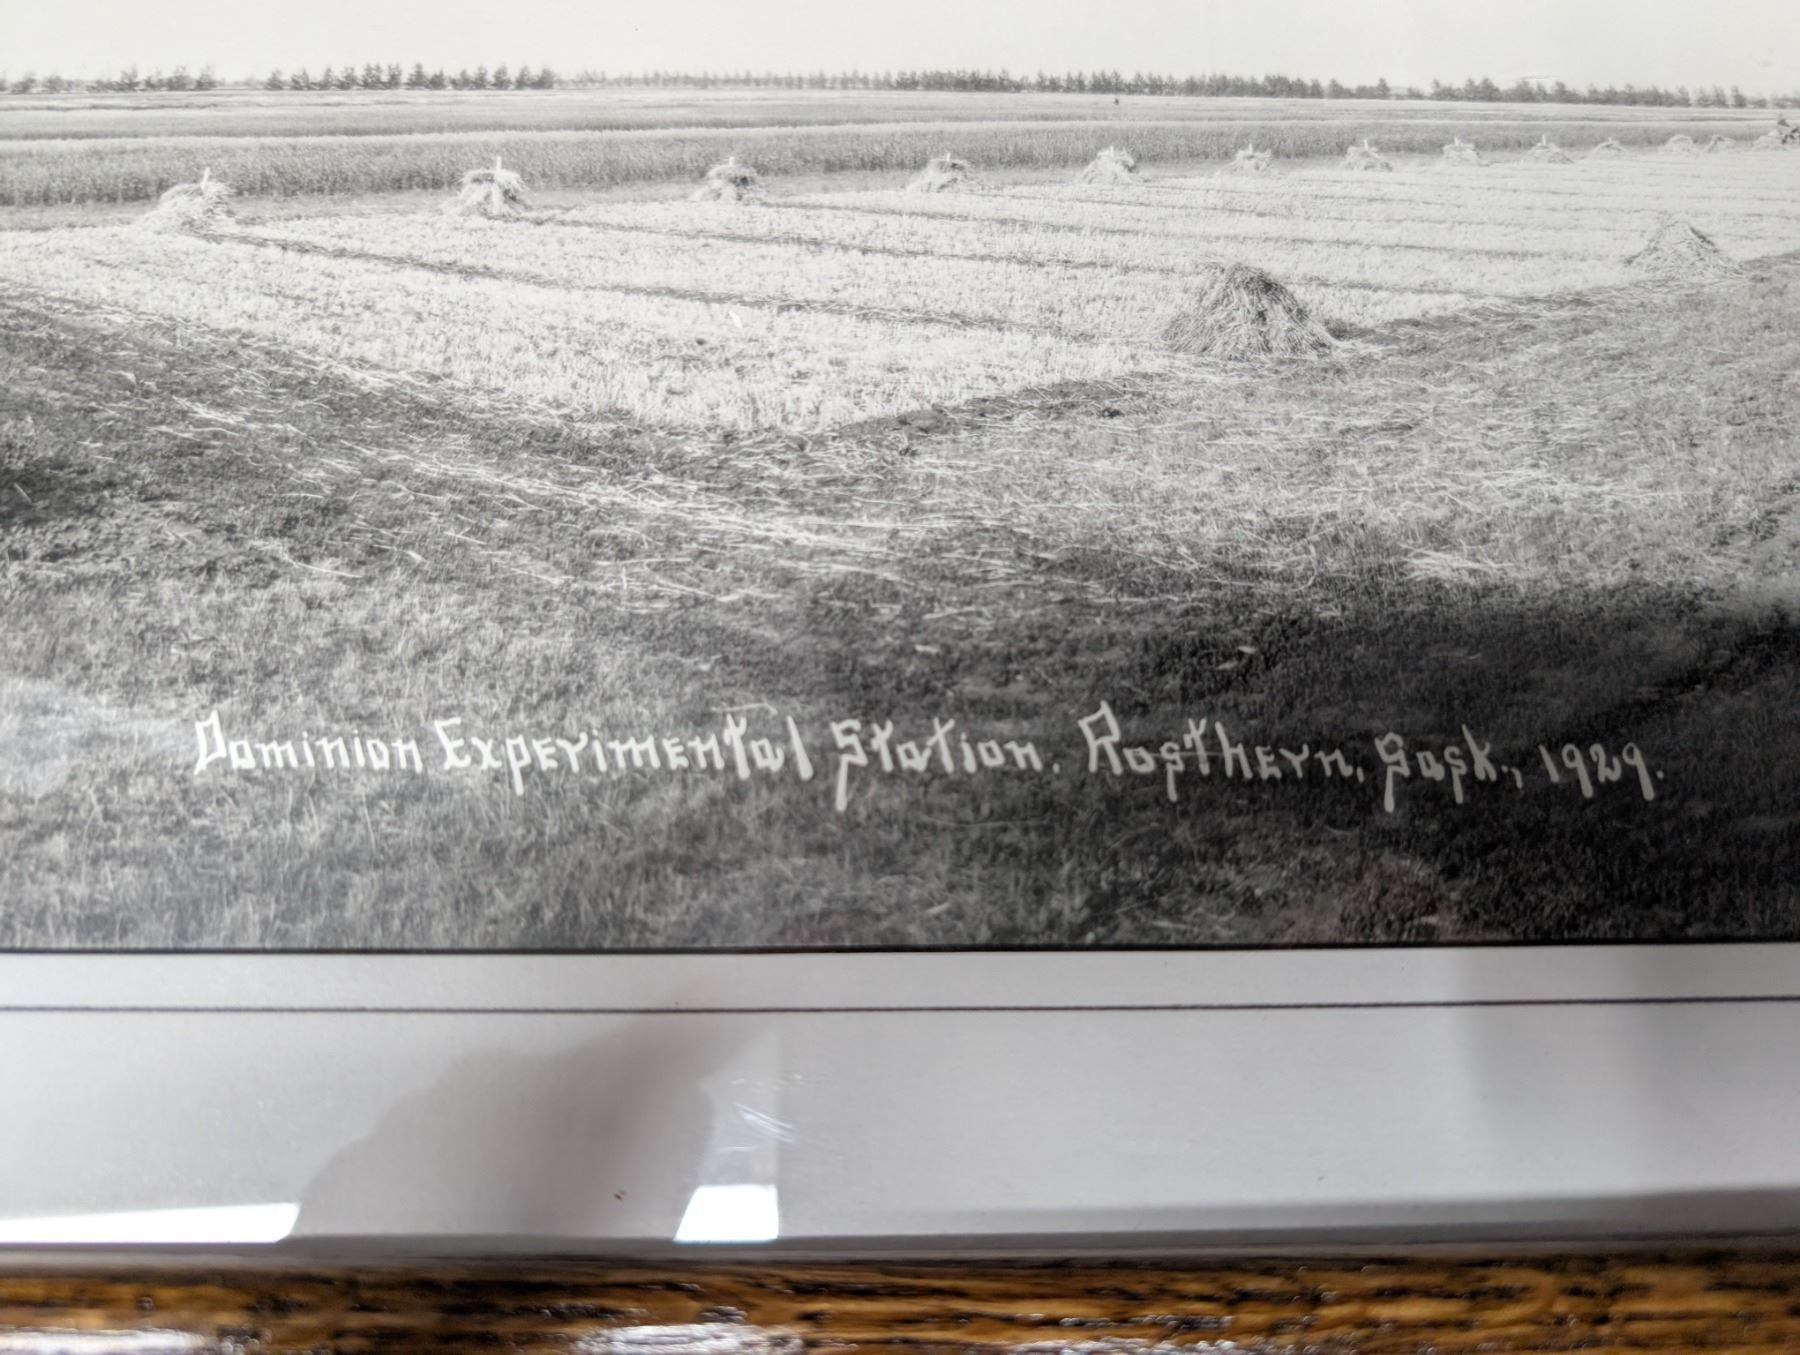 Dominion Experimental Station. Rosthern, Sask., 1929.